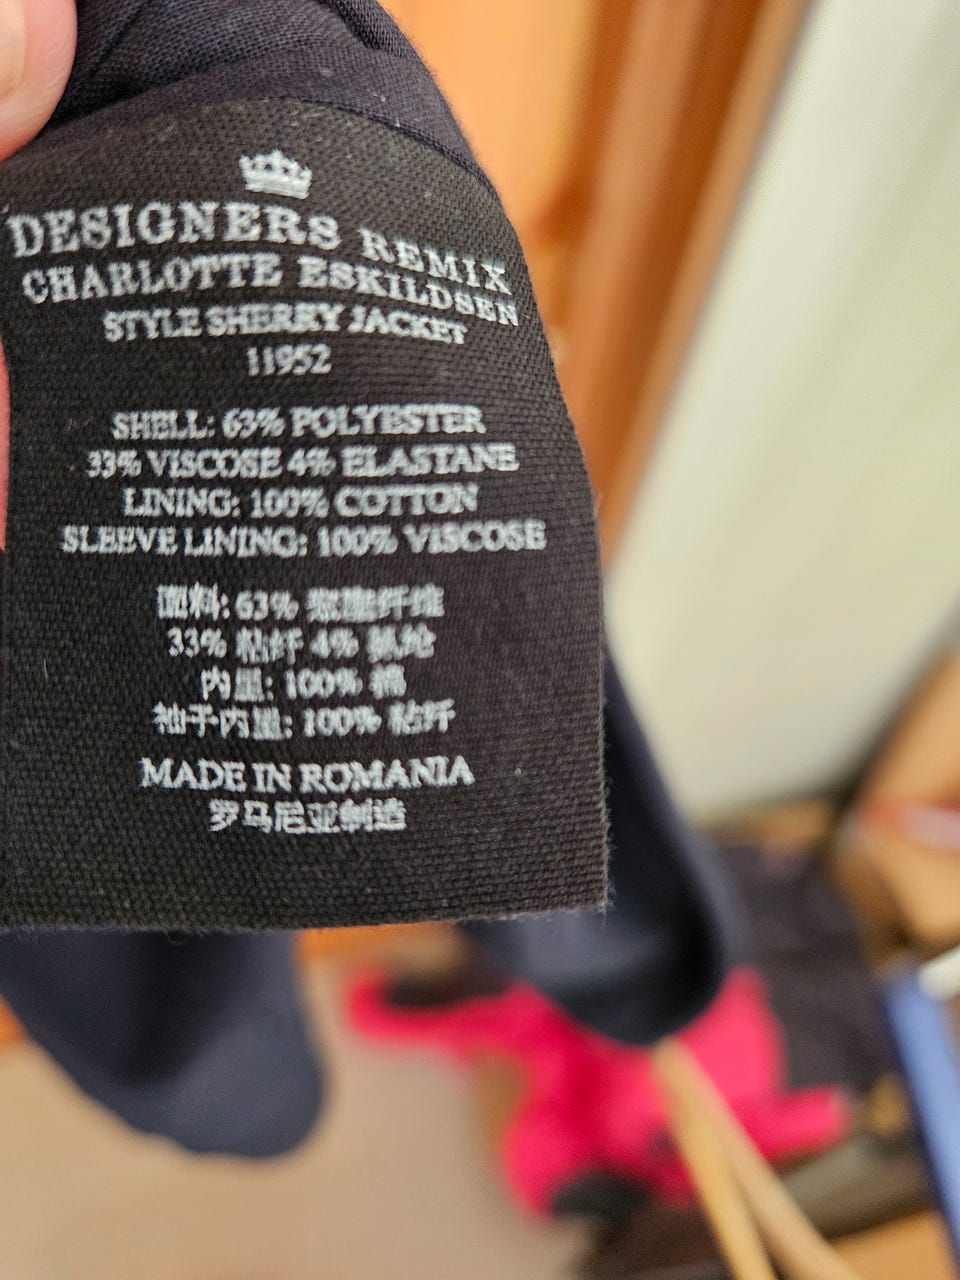 DESIGNERS REMIX
CHARLOTTE ESKILDSEN
STYLE SHERRY JACKET
11952
SHELL: 63% POLYESTER
33% VISCOSE 4% ELASTANE
LINING: 100% COTTON
SLEEVE LINING: 100% VISCOSE
面料: 63% 聚酯纤维
33% 粘纤 4% 氨纶
内里: 100% 棉
袖子内里: 100% 粘纤
MADE IN ROMANIA
罗马尼亚制造